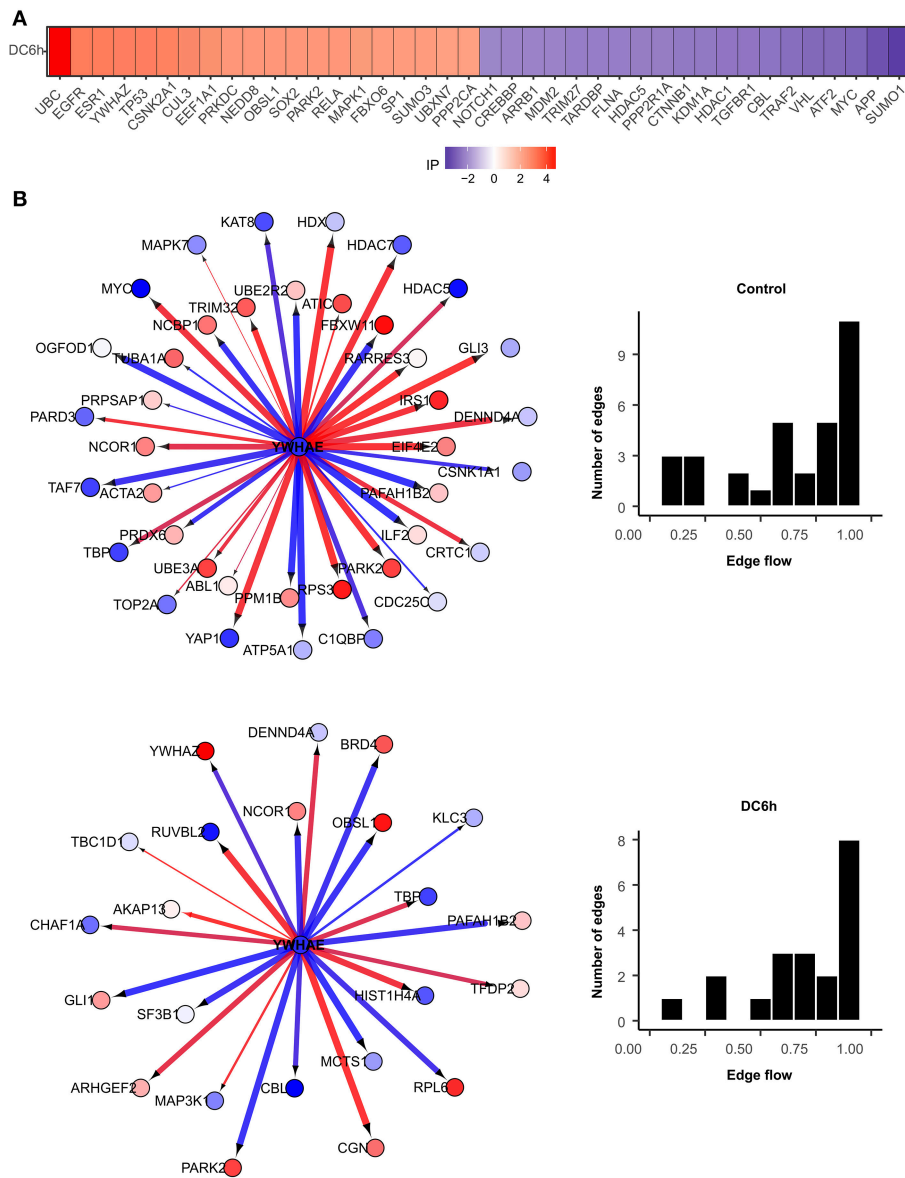 A
DC6h
UBC EGFR ESR1 YWHAZ TP53 CSNK2A1 CUL3 EEF1A1 PRKDC NEDD8 OBSL1 SOX2 PARK2 RELA MAPK1 FBXO6 SP1 SUMO3 UBXN7 PPP2CA NOTCH1 CREBBP ARRB1 MDM2 TRIM27 TARDBP FLNA HDAC5 PPP2R1A CTNNB1 KDM1A HDAC1 TGFBR1 CBL TRAF2 VHL ATF2 MYC APP SUMO1
IP
−2 0 2 4
B
KAT8 HDX
MAPK7 HDAC7
MYC UBE2R2 ATIC HDAC5
TRIM32
NCBP1 FBXW11
OGFOD1 TUBA1A RARRES3 GLI3
PRPSAP1 IRS1
PARD3 DENND4A
NCOR1 YWHAE EIF4E2
CSNK1A1
TAF7 ACTA2 PAFAH1B2
PRDX6 ILF2
TBP CRTC1
UBE3A PARK2
ABL1 RPS3
TOP2A PPM1B CDC25C
YAP1 ATP5A1 C1QBP
Control
Number of edges
9
6
3
0
0.00 0.25 0.50 0.75 1.00
Edge flow
DENND4A
YWHAZ BRD4
NCOR1
RUVBL2 OBSL1 KLC3
TBC1D1
TBP
AKAP13
CHAF1A PAFAH1B2
YWHAE
GLI1 HIST1H4A TFDP2
SF3B1
MCTS1
ARHGEF2 MAP3K1 CBL RPL6
CGN
PARK2
DC6h
Number of edges
8
6
4
2
0
0.00 0.25 0.50 0.75 1.00
Edge flow